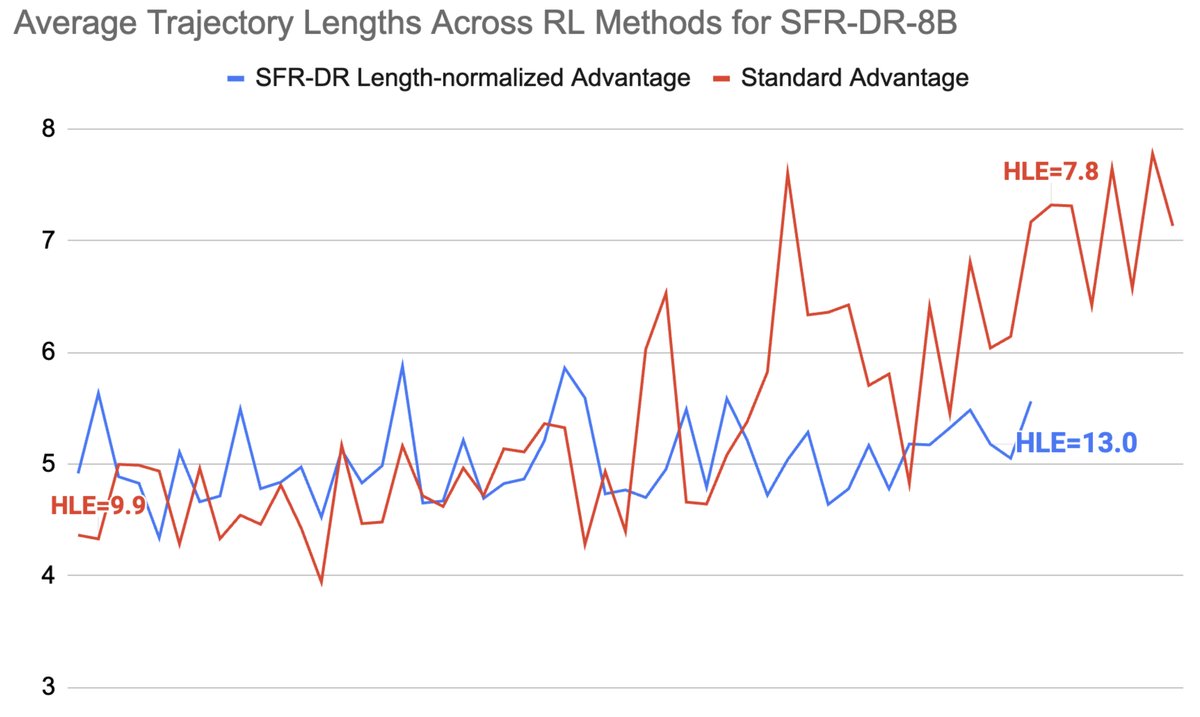 Average Trajectory Lengths Across RL Methods for SFR-DR-8B
SFR-DR Length-normalized Advantage Standard Advantage
8
HLE=7.8
7
6
HLE=13.0
5
HLE=9.9
4
3